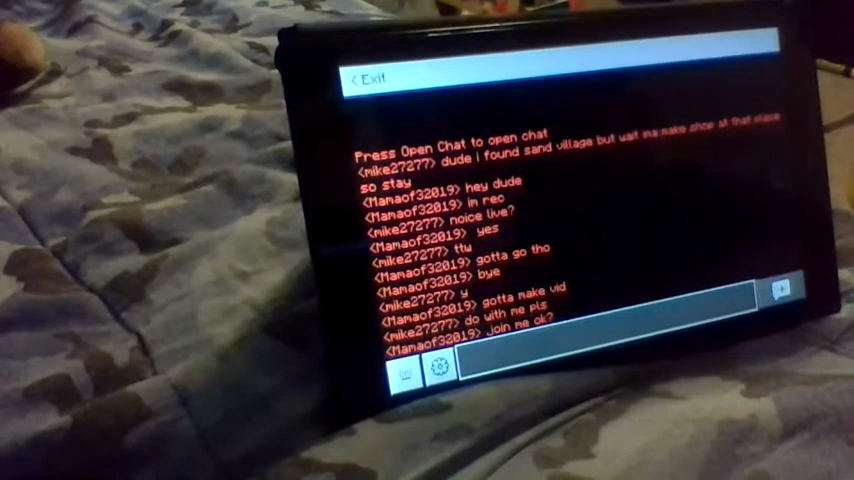 < Exit
Press Open Chat to open chat
<mike27277> dude i found sand village but wait ima make shop at that place
so stay
<Mamaof32019> hey dude
<Mamaof32019> im rec
<mike27277> noice live?
<Mamaof32019> yes
<mike27277> ttw
<Mamaof32019> gotta go tho
<Mamaof32019> bye
<mike27277> y
<Mamaof32019> gotta make vid
<mike27277> do with me pls
<Mamaof32019> join me ok?